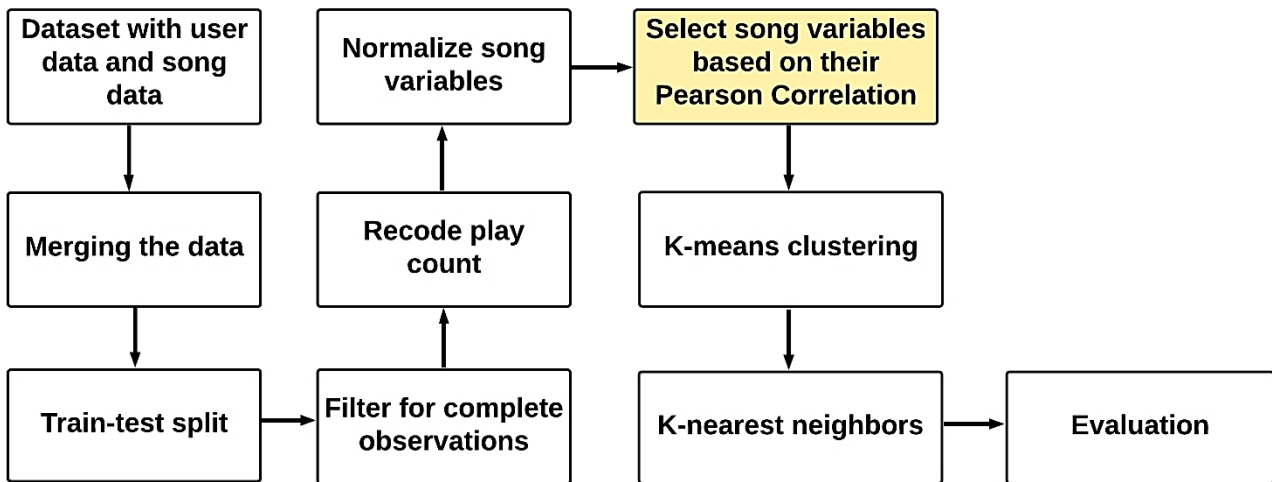 Dataset with user
data and song
data
Merging the data
Train-test split
Filter for complete
observations
Recode play
count
Normalize song
variables
Select song variables
based on their
Pearson Correlation
K-means clustering
K-nearest neighbors
Evaluation